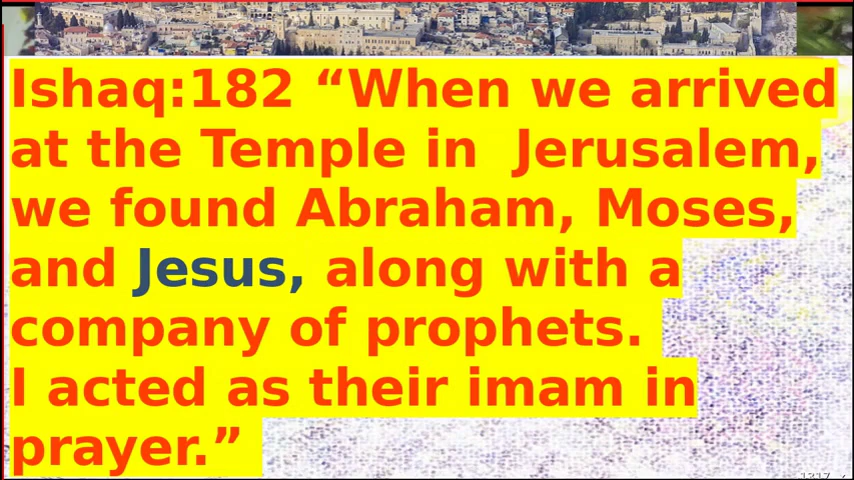 Ishaq:182 “When we arrived
at the Temple in  Jerusalem,
we found Abraham, Moses,
and Jesus, along with a
company of prophets.
I acted as their imam in
prayer.”